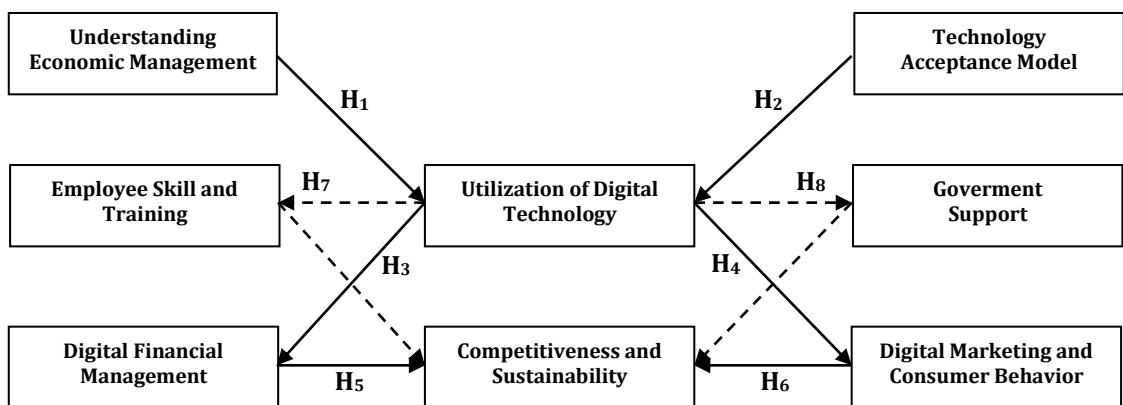 Understanding
Economic Management
Technology
Acceptance Model
H₁
H₂
Employee Skill and
Training
H₇
Utilization of Digital
Technology
H₈
Goverment
Support
H₃
H₄
Digital Financial
Management
H₅
Competitiveness and
Sustainability
H₆
Digital Marketing and
Consumer Behavior